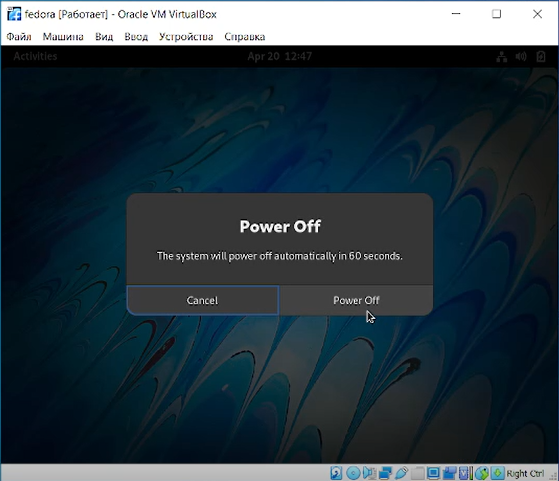 fedora [Работает] - Oracle VM VirtualBox
Файл Машина Вид Ввод Устройства Справка
Activities Apr 20 12:47
Power Off
The system will power off automatically in 60 seconds.
Cancel Power Off
Right Ctrl